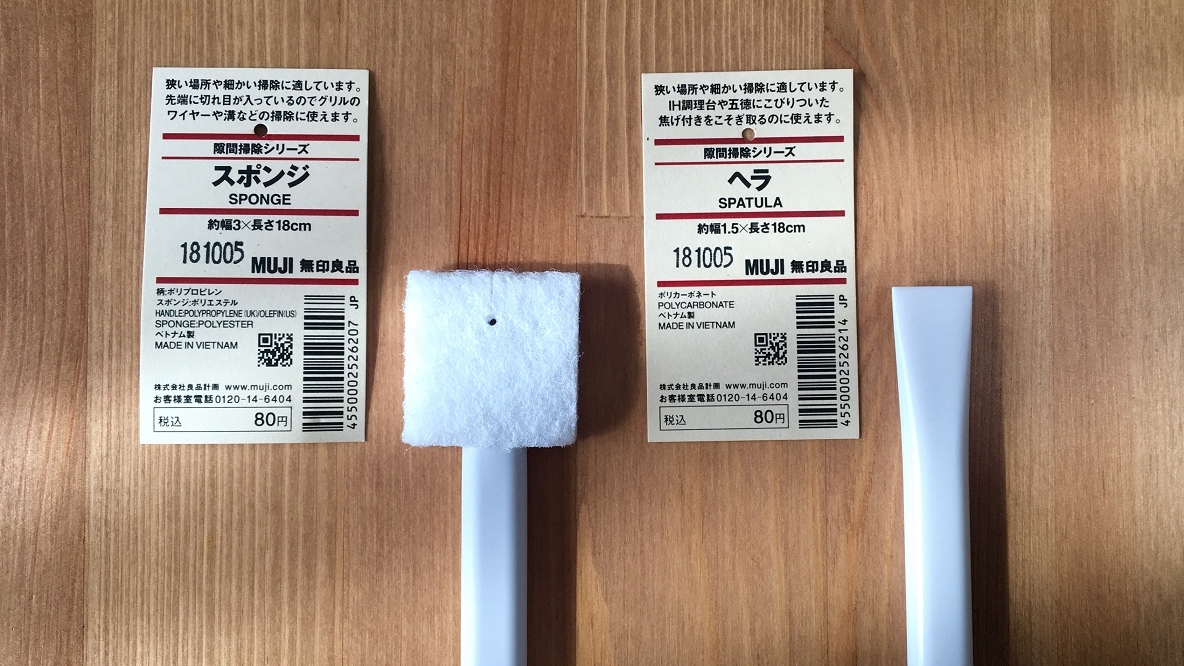 狭い場所や細かい掃除に適しています。
先端に切れ目が入っているのでグリルの
ワイヤーや溝などの掃除に使えます。
隙間掃除シリーズ
スポンジ
SPONGE
約幅3×長さ18cm
181005 MUJI 無印良品
柄:ポリプロピレン
スポンジ:ポリエステル
HANDLE:POLYPROPYLENE (UK)/OLEFIN(US)
SPONGE:POLYESTER
ベトナム製
MADE IN VIETNAM
株式会社良品計画 www.muji.com
お客様室電話0120-14-6404
税込 80円
4550002526207 JP
狭い場所や細かい掃除に適しています。
IH調理台や五徳にこびりついた
焦げ付きをこそぎ取るのに使えます。
隙間掃除シリーズ
ヘラ
SPATULA
約幅1.5×長さ18cm
181005 MUJI 無印良品
ポリカーボネート
POLYCARBONATE
ベトナム製
MADE IN VIETNAM
株式会社良品計画 www.muji.com
お客様室電話0120-14-6404
税込 80円
4550002526214 JP